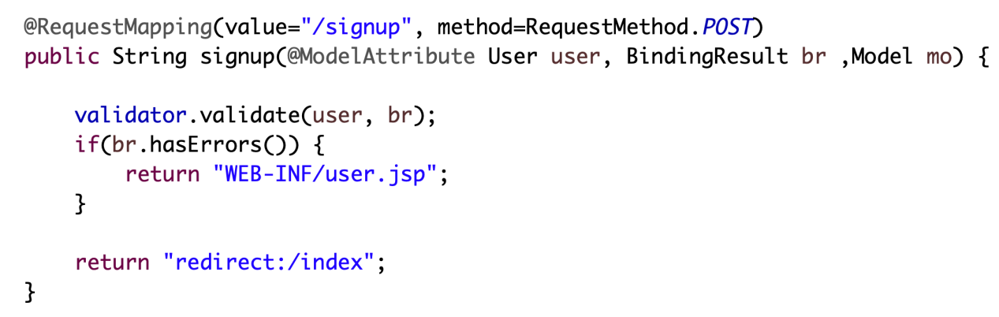 @RequestMapping(value="/signup", method=RequestMethod.POST)
public String signup(@ModelAttribute User user, BindingResult br ,Model mo) {
validator.validate(user, br);
if(br.hasErrors()) {
return "WEB-INF/user.jsp";
}
return "redirect:/index";
}